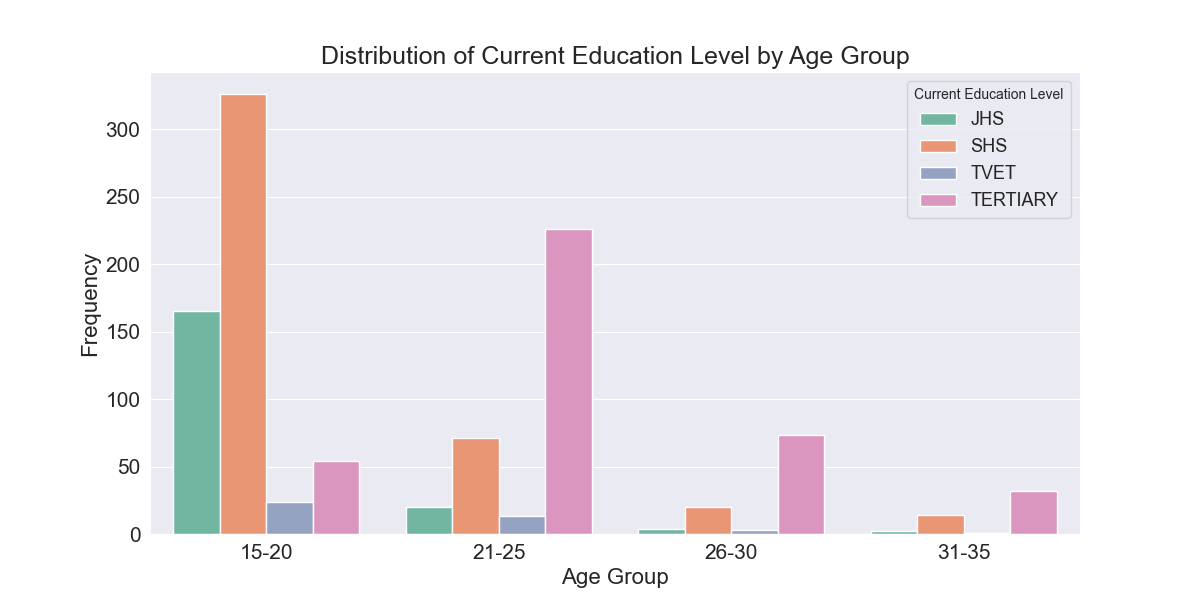 Distribution of Current Education Level by Age Group
Current Education Level
JHS
SHS
TVET
TERTIARY
Frequency
300
250
200
150
100
50
0
15-20 21-25 26-30 31-35
Age Group